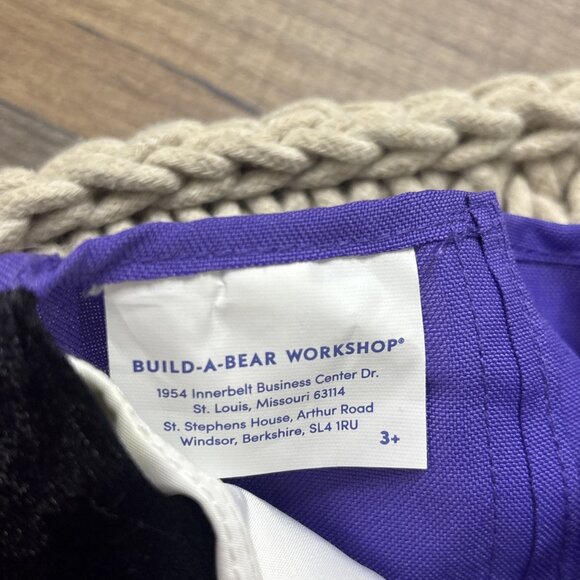 BUILD-A-BEAR WORKSHOP®
1954 Innerbelt Business Center Dr.
St. Louis, Missouri 63114
St. Stephens House, Arthur Road
Windsor, Berkshire, SL4 1RU
3+